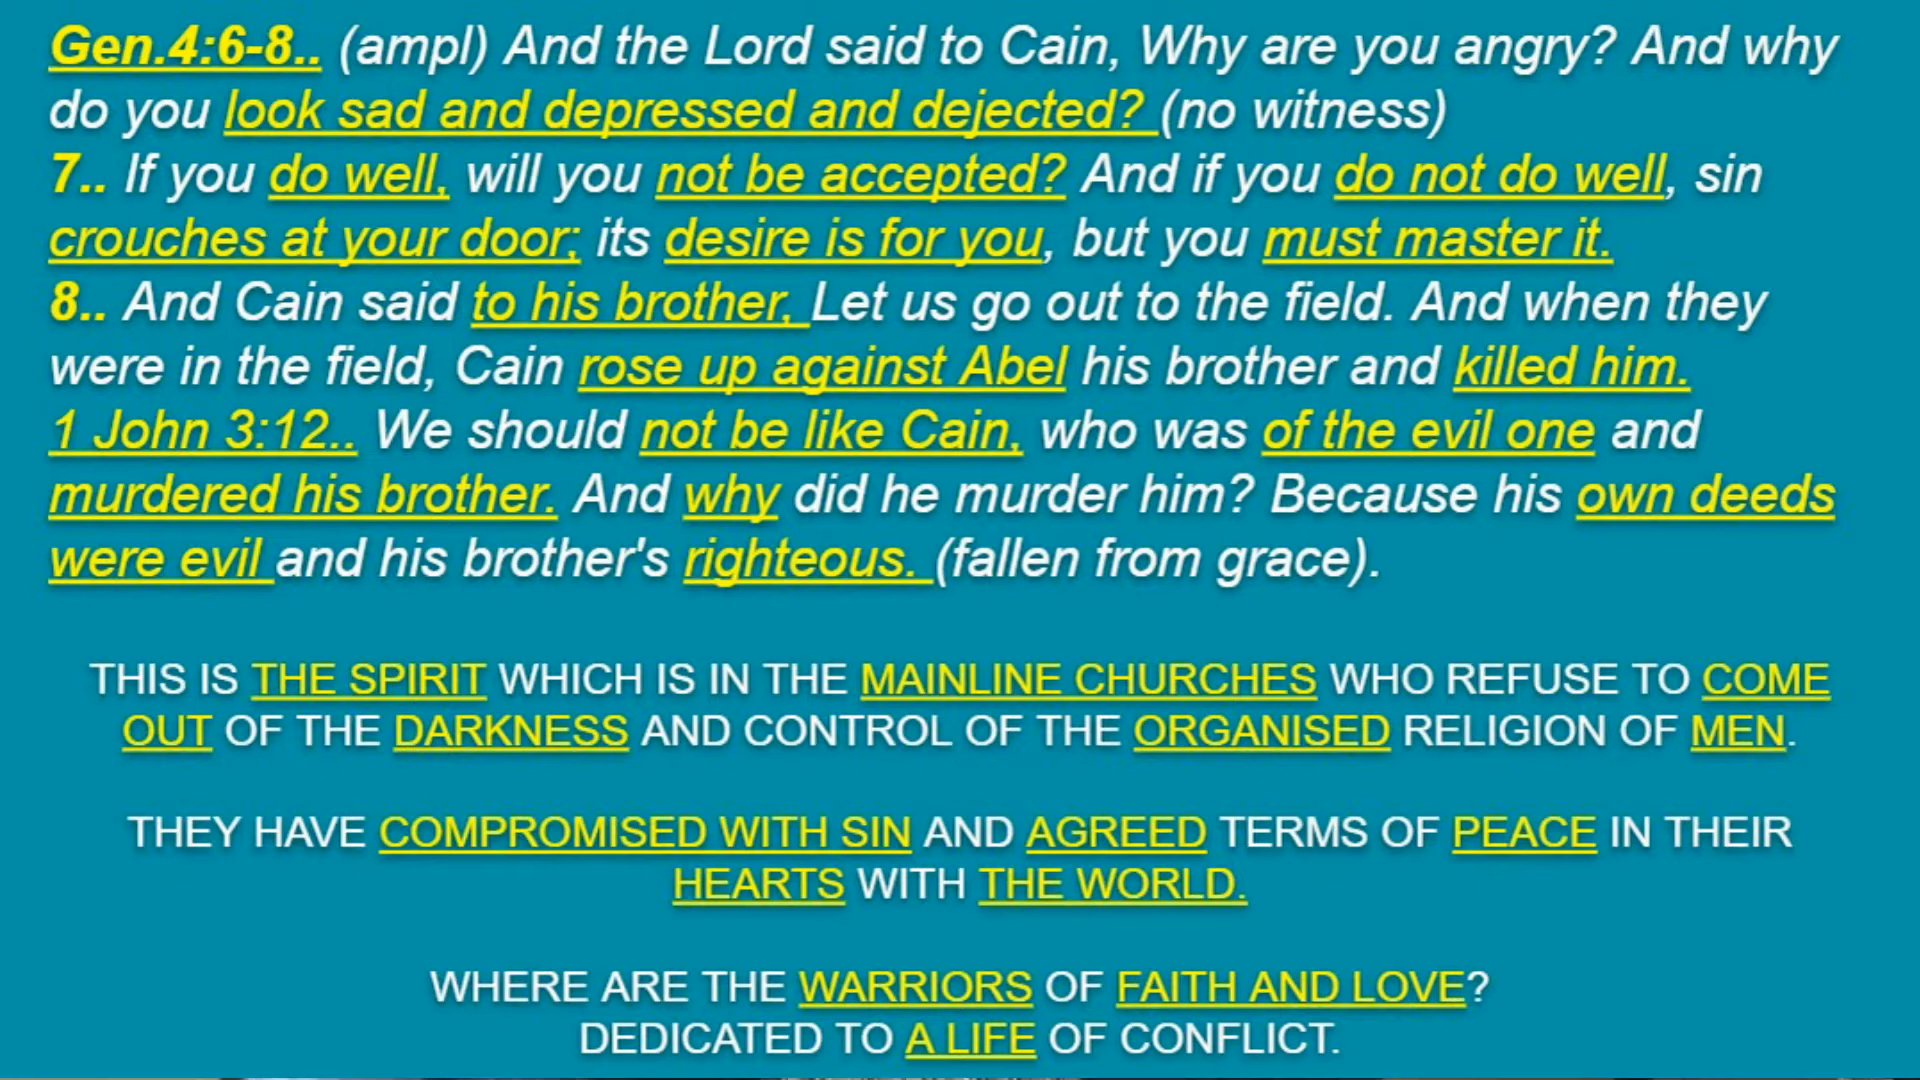 Gen.4:6-8.. (ampl) And the Lord said to Cain, Why are you angry? And why
do you look sad and depressed and dejected? (no witness)
7.. If you do well, will you not be accepted? And if you do not do well, sin
crouches at your door; its desire is for you, but you must master it.
8.. And Cain said to his brother, Let us go out to the field. And when they
were in the field, Cain rose up against Abel his brother and killed him.
1 John 3:12.. We should not be like Cain, who was of the evil one and
murdered his brother. And why did he murder him? Because his own deeds
were evil and his brother's righteous. (fallen from grace).
THIS IS THE SPIRIT WHICH IS IN THE MAINLINE CHURCHES WHO REFUSE TO COME
OUT OF THE DARKNESS AND CONTROL OF THE ORGANISED RELIGION OF MEN.
THEY HAVE COMPROMISED WITH SIN AND AGREED TERMS OF PEACE IN THEIR
HEARTS WITH THE WORLD.
WHERE ARE THE WARRIORS OF FAITH AND LOVE?
DEDICATED TO A LIFE OF CONFLICT.